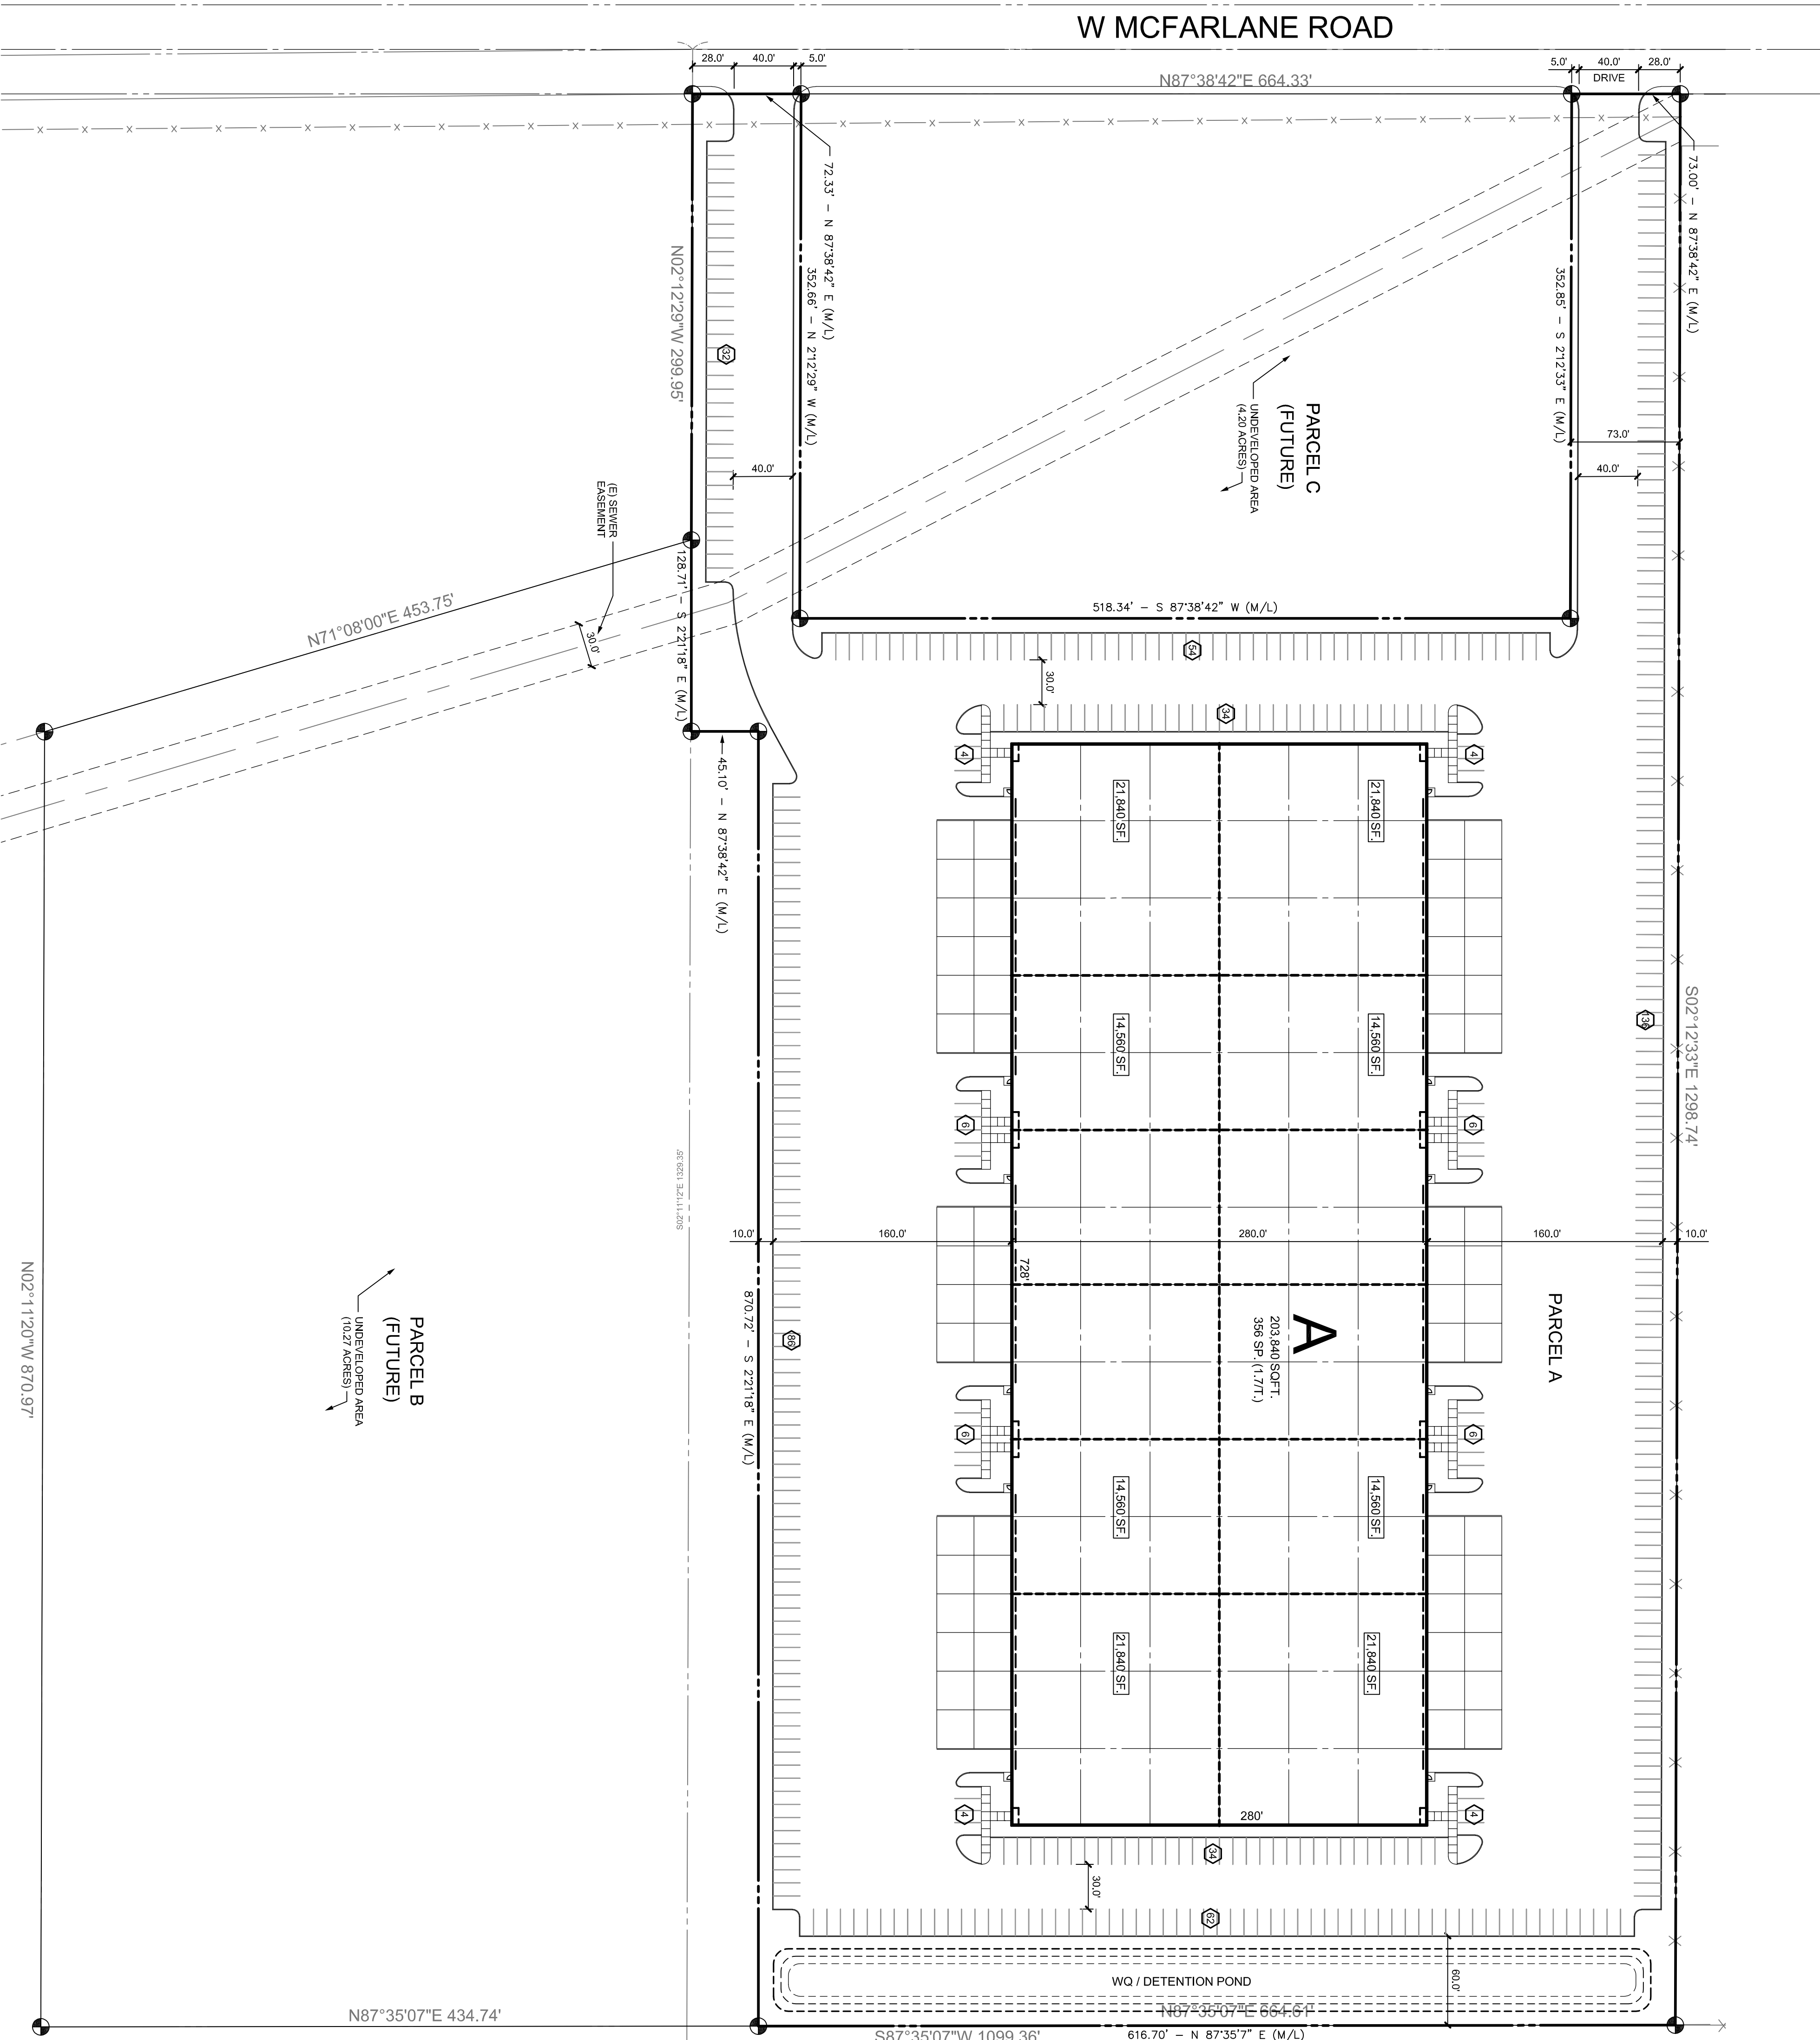 W MCFARLANE ROAD
28.0'
40.0'
5.0'
N87°38'42"E 664.33'
5.0'
40.0'
28.0'
DRIVE
72.33' – N 87°38'42" E (M/L)
73.00' – N 87°38'42" E (M/L)
N02°12'29"W 299.95'
352.66' – N 2°12'29" W (M/L)
352.85' – S 2°12'33" E (M/L)
32
PARCEL C
(FUTURE)
UNDEVELOPED AREA
(4.20 ACRES)
73.0'
40.0'
40.0'
(E) SEWER
EASEMENT
N71°08'00"E 453.75'
30.0'
128.71' – S 2°21'18" E (M/L)
518.34' – S 87°38'42" W (M/L)
54
30.0'
34
4
4
45.10' – N 87°38'42" E (M/L)
21,840 SF.
21,840 SF.
14,560 SF.
14,560 SF.
136
S02°12'33"E 1298.74'
6
6
S02°11'12"E 1329.35'
10.0'
160.0'
280.0'
160.0'
10.0'
728'
N02°11'20"W 870.97'
PARCEL B
(FUTURE)
UNDEVELOPED AREA
(10.27 ACRES)
870.72' – S 2°21'18" E (M/L)
86
A
203,840 SQFT.
356 SP. (1.7/T.)
PARCEL A
6
6
14,560 SF.
14,560 SF.
21,840 SF.
21,840 SF.
4
280'
4
34
30.0'
62
60.0'
WQ / DETENTION POND
N87°35'07"E 434.74'
N87°35'07"E 664.61'
S87°35'07"W 1099.36'
616.70' – N 87°35'7" E (M/L)